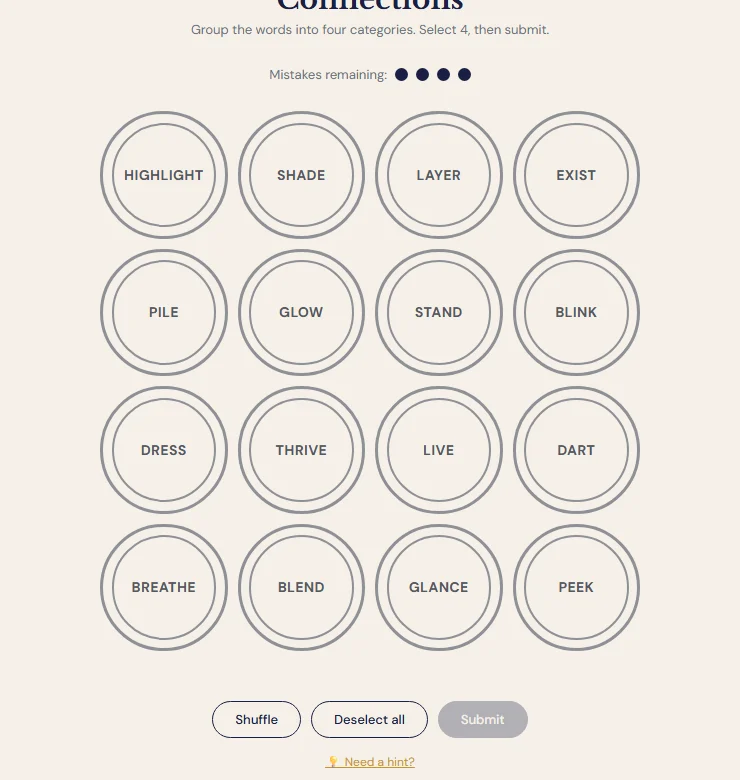 Connections
Group the words into four categories. Select 4, then submit.
Mistakes remaining:
HIGHLIGHT SHADE LAYER EXIST
PILE GLOW STAND BLINK
DRESS THRIVE LIVE DART
BREATHE BLEND GLANCE PEEK
Shuffle Deselect all Submit
💡 Need a hint?